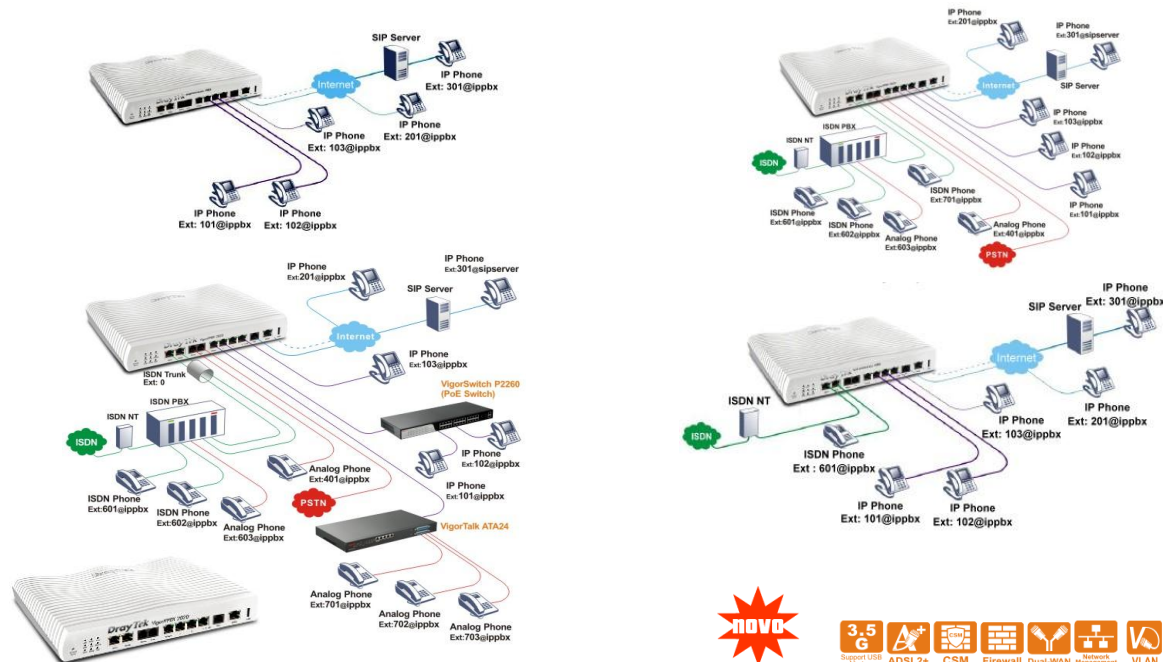 SIP Server
Internet
IP Phone
Ext: 301@ippbx
IP Phone
Ext: 201@ippbx
IP Phone
Ext: 103@ippbx
IP Phone
Ext: 101@ippbx
IP Phone
Ext: 102@ippbx
IP Phone
Ext:201@ippbx
IP Phone
Ext:301@sipserver
Internet
SIP Server
IP Phone
Ext:103@ippbx
IP Phone
Ext:102@ippbx
IP Phone
Ext:101@ippbx
ISDN PBX
ISDN NT
ISDN
ISDN Phone
Ext:701@ippbx
ISDN Phone
Ext:601@ippbx
ISDN Phone
Ext:602@ippbx
Analog Phone
Ext:603@ippbx
Analog Phone
Ext:401@ippbx
PSTN
IP Phone
Ext:201@ippbx
IP Phone
Ext:301@sipserver
SIP Server
Internet
IP Phone
Ext:103@ippbx
ISDN Trunk
Ext: 0
VigorSwitch P2260
(PoE Switch)
ISDN PBX
ISDN NT
ISDN
IP Phone
Ext:102@ippbx
IP Phone
Ext:101@ippbx
Analog Phone
Ext:401@ippbx
PSTN
ISDN Phone
Ext:601@ippbx
ISDN Phone
Ext:602@ippbx
Analog Phone
Ext:603@ippbx
VigorTalk ATA24
Analog Phone
Ext:701@ippbx
Analog Phone
Ext:702@ippbx
Analog Phone
Ext:703@ippbx
IP Phone
Ext: 301@ippbx
SIP Server
Internet
IP Phone
Ext: 201@ippbx
IP Phone
Ext: 103@ippbx
ISDN NT
ISDN
ISDN Phone
Ext : 601@ippbx
IP Phone
Ext: 101@ippbx
IP Phone
Ext: 102@ippbx
DrayTek
novo
3.5
G
Support USB
ADSL2+
CSM
CSM
Firewall
Dual-WAN
Network
Management
VLAN